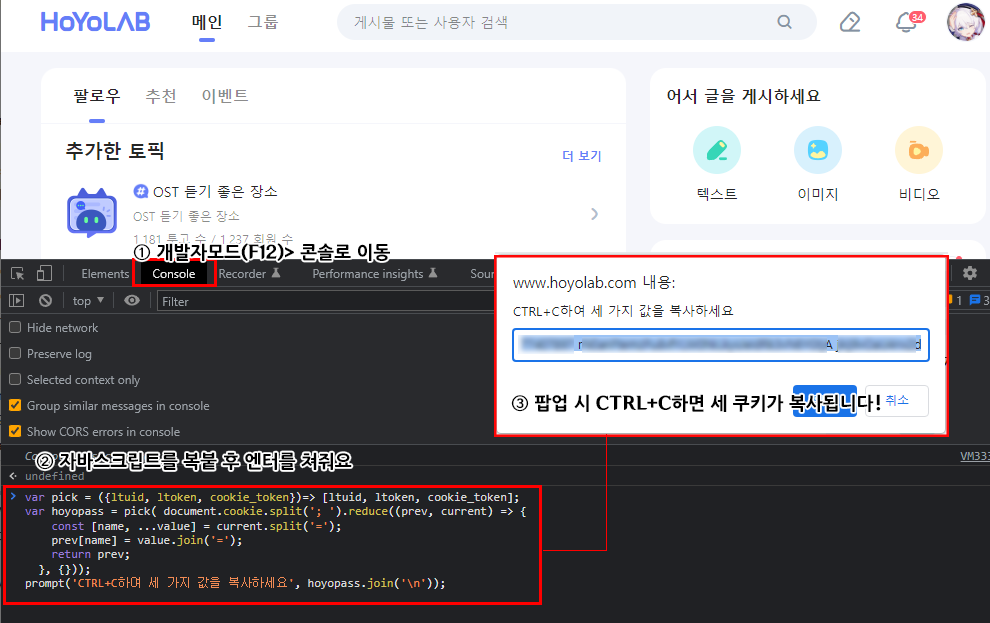 HoYoLAB
메인 그룹
게시물 또는 사용자 검색
34
팔로우 추천 이벤트
추가한 토픽
더 보기
OST 듣기 좋은 장소
OST 듣기 좋은 장소
1,181 투고 수 / 1,237 회원 수
어서 글을 게시하세요
텍스트 이미지 비디오
① 개발자모드(F12)> 콘솔로 이동
Elements Console Recorder Performance insights
1 3
top Filter
Hide network
Preserve log
Selected context only
Group similar messages in console
Show CORS errors in console
www.hoyolab.com 내용:
CTRL+C하여 세 가지 값을 복사하세요
③ 팝업 시 CTRL+C하면 세 쿠키가 복사됩니다!
취소
② 자바스크립트를 복붙 후 엔터를 쳐줘요
VM333
undefined
var pick = ({ltuid, ltoken, cookie_token})=> [ltuid, ltoken, cookie_token];
var hoyopass = pick( document.cookie.split('; ').reduce((prev, current) => {
const [name, ...value] = current.split('=');
prev[name] = value.join('=');
return prev;
}, {}));
prompt('CTRL+C하여 세 가지 값을 복사하세요', hoyopass.join('\n'));